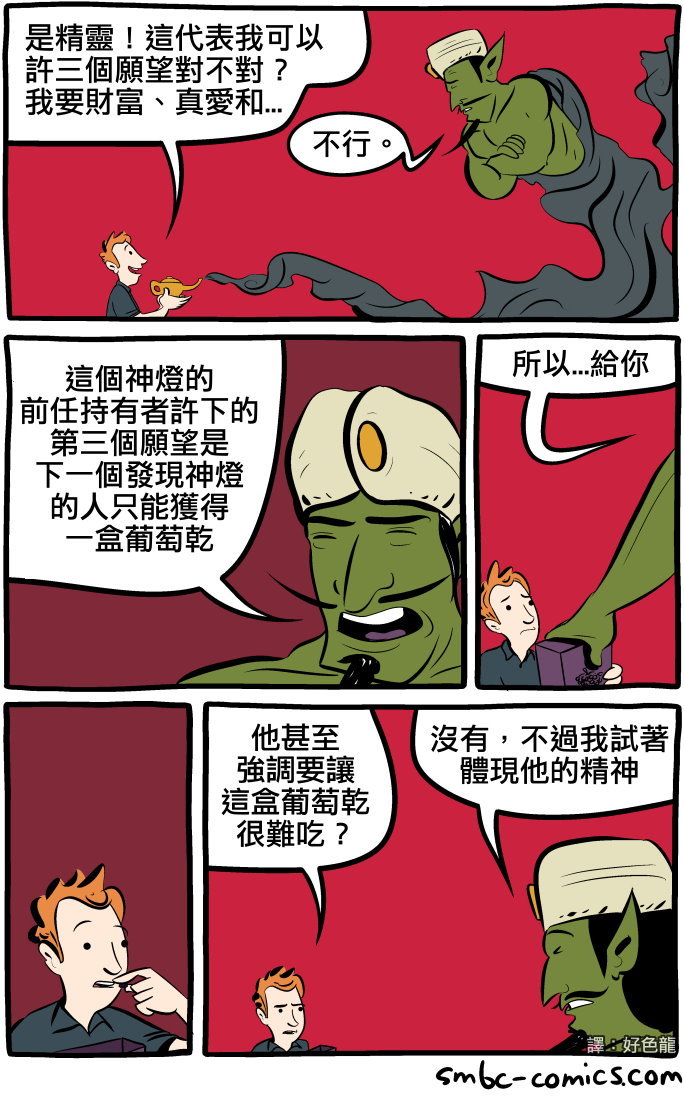 是精靈！這代表我可以
許三個願望對不對？
我要財富、真愛和...
不行。
這個神燈的
前任持有者許下的
第三個願望是
下一個發現神燈
的人只能獲得
一盒葡萄乾
所以...給你
他甚至
強調要讓
這盒葡萄乾
很難吃？
沒有，不過我試著
體現他的精神
譯：好色龍
smbc-comics.com